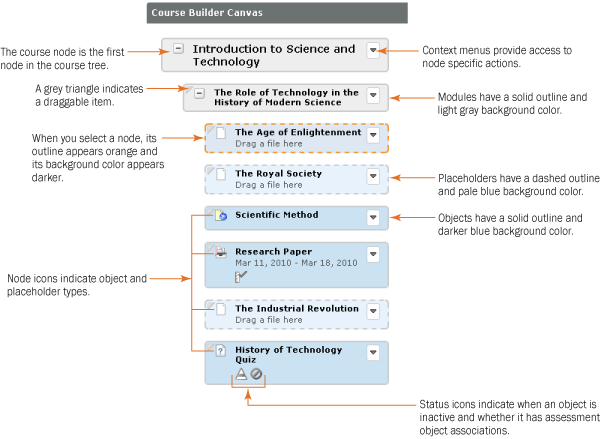 Course Builder Canvas
The course node is the first
node in the course tree.
Introduction to Science and
Technology
Context menus provide access to
node specific actions.
A grey triangle indicates
a draggable item.
The Role of Technology in the
History of Modern Science
Modules have a solid outline and
light gray background color.
When you select a node, its
outline appears orange and
its background color appears
darker.
The Age of Enlightenment
Drag a file here
The Royal Society
Drag a file here
Placeholders have a dashed outline
and pale blue background color.
Scientific Method
Objects have a solid outline and
darker blue background color.
Research Paper
Mar 11, 2010 - Mar 18, 2010
Node icons indicate object and
placeholder types.
The Industrial Revolution
Drag a file here
History of Technology
Quiz
Status icons indicate when an object is
inactive and whether it has assessment
object associations.